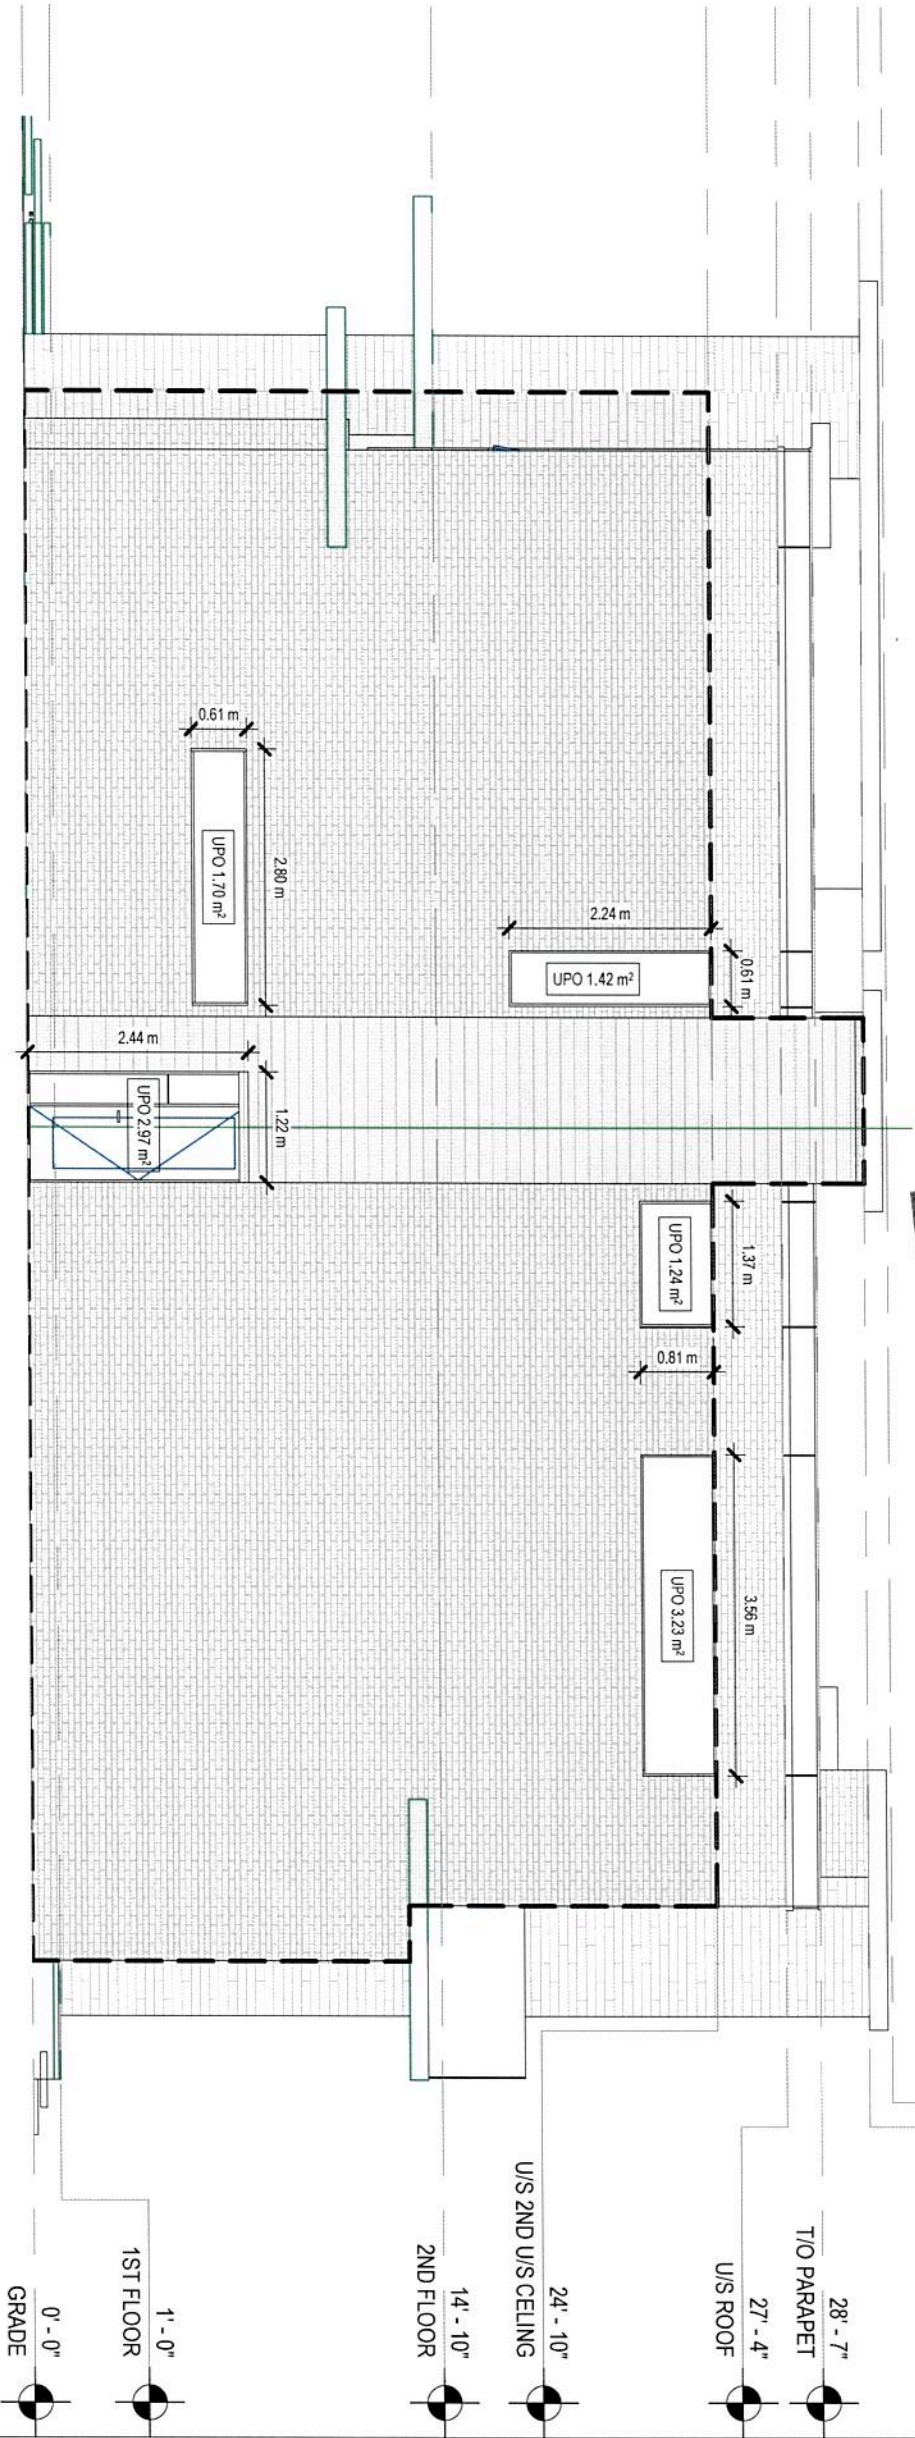 0.61 m
2.80 m
UPO 1.70 m²
2.24 m
0.61 m
UPO 1.42 m²
2.44 m
1.22 m
UPO 2.97 m²
1.37 m
UPO 1.24 m²
0.81 m
3.56 m
UPO 3.23 m²
28' - 7"
T/O PARAPET
27' - 4"
U/S ROOF
24' - 10"
U/S 2ND U/S CELING
14' - 10"
2ND FLOOR
1' - 0"
1ST FLOOR
0' - 0"
GRADE